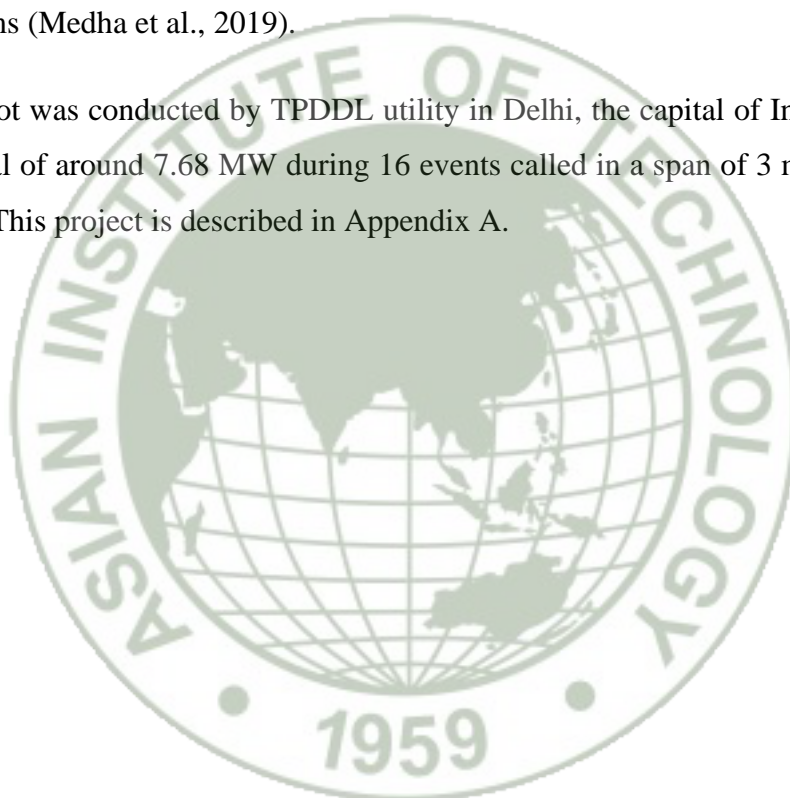 ns (Medha et al., 2019).
ot was conducted by TPDDL utility in Delhi, the capital of In
al of around 7.68 MW during 16 events called in a span of 3
This project is described in Appendix A.
ASIAN INSTITUTE OF TECHNOLOGY
1959